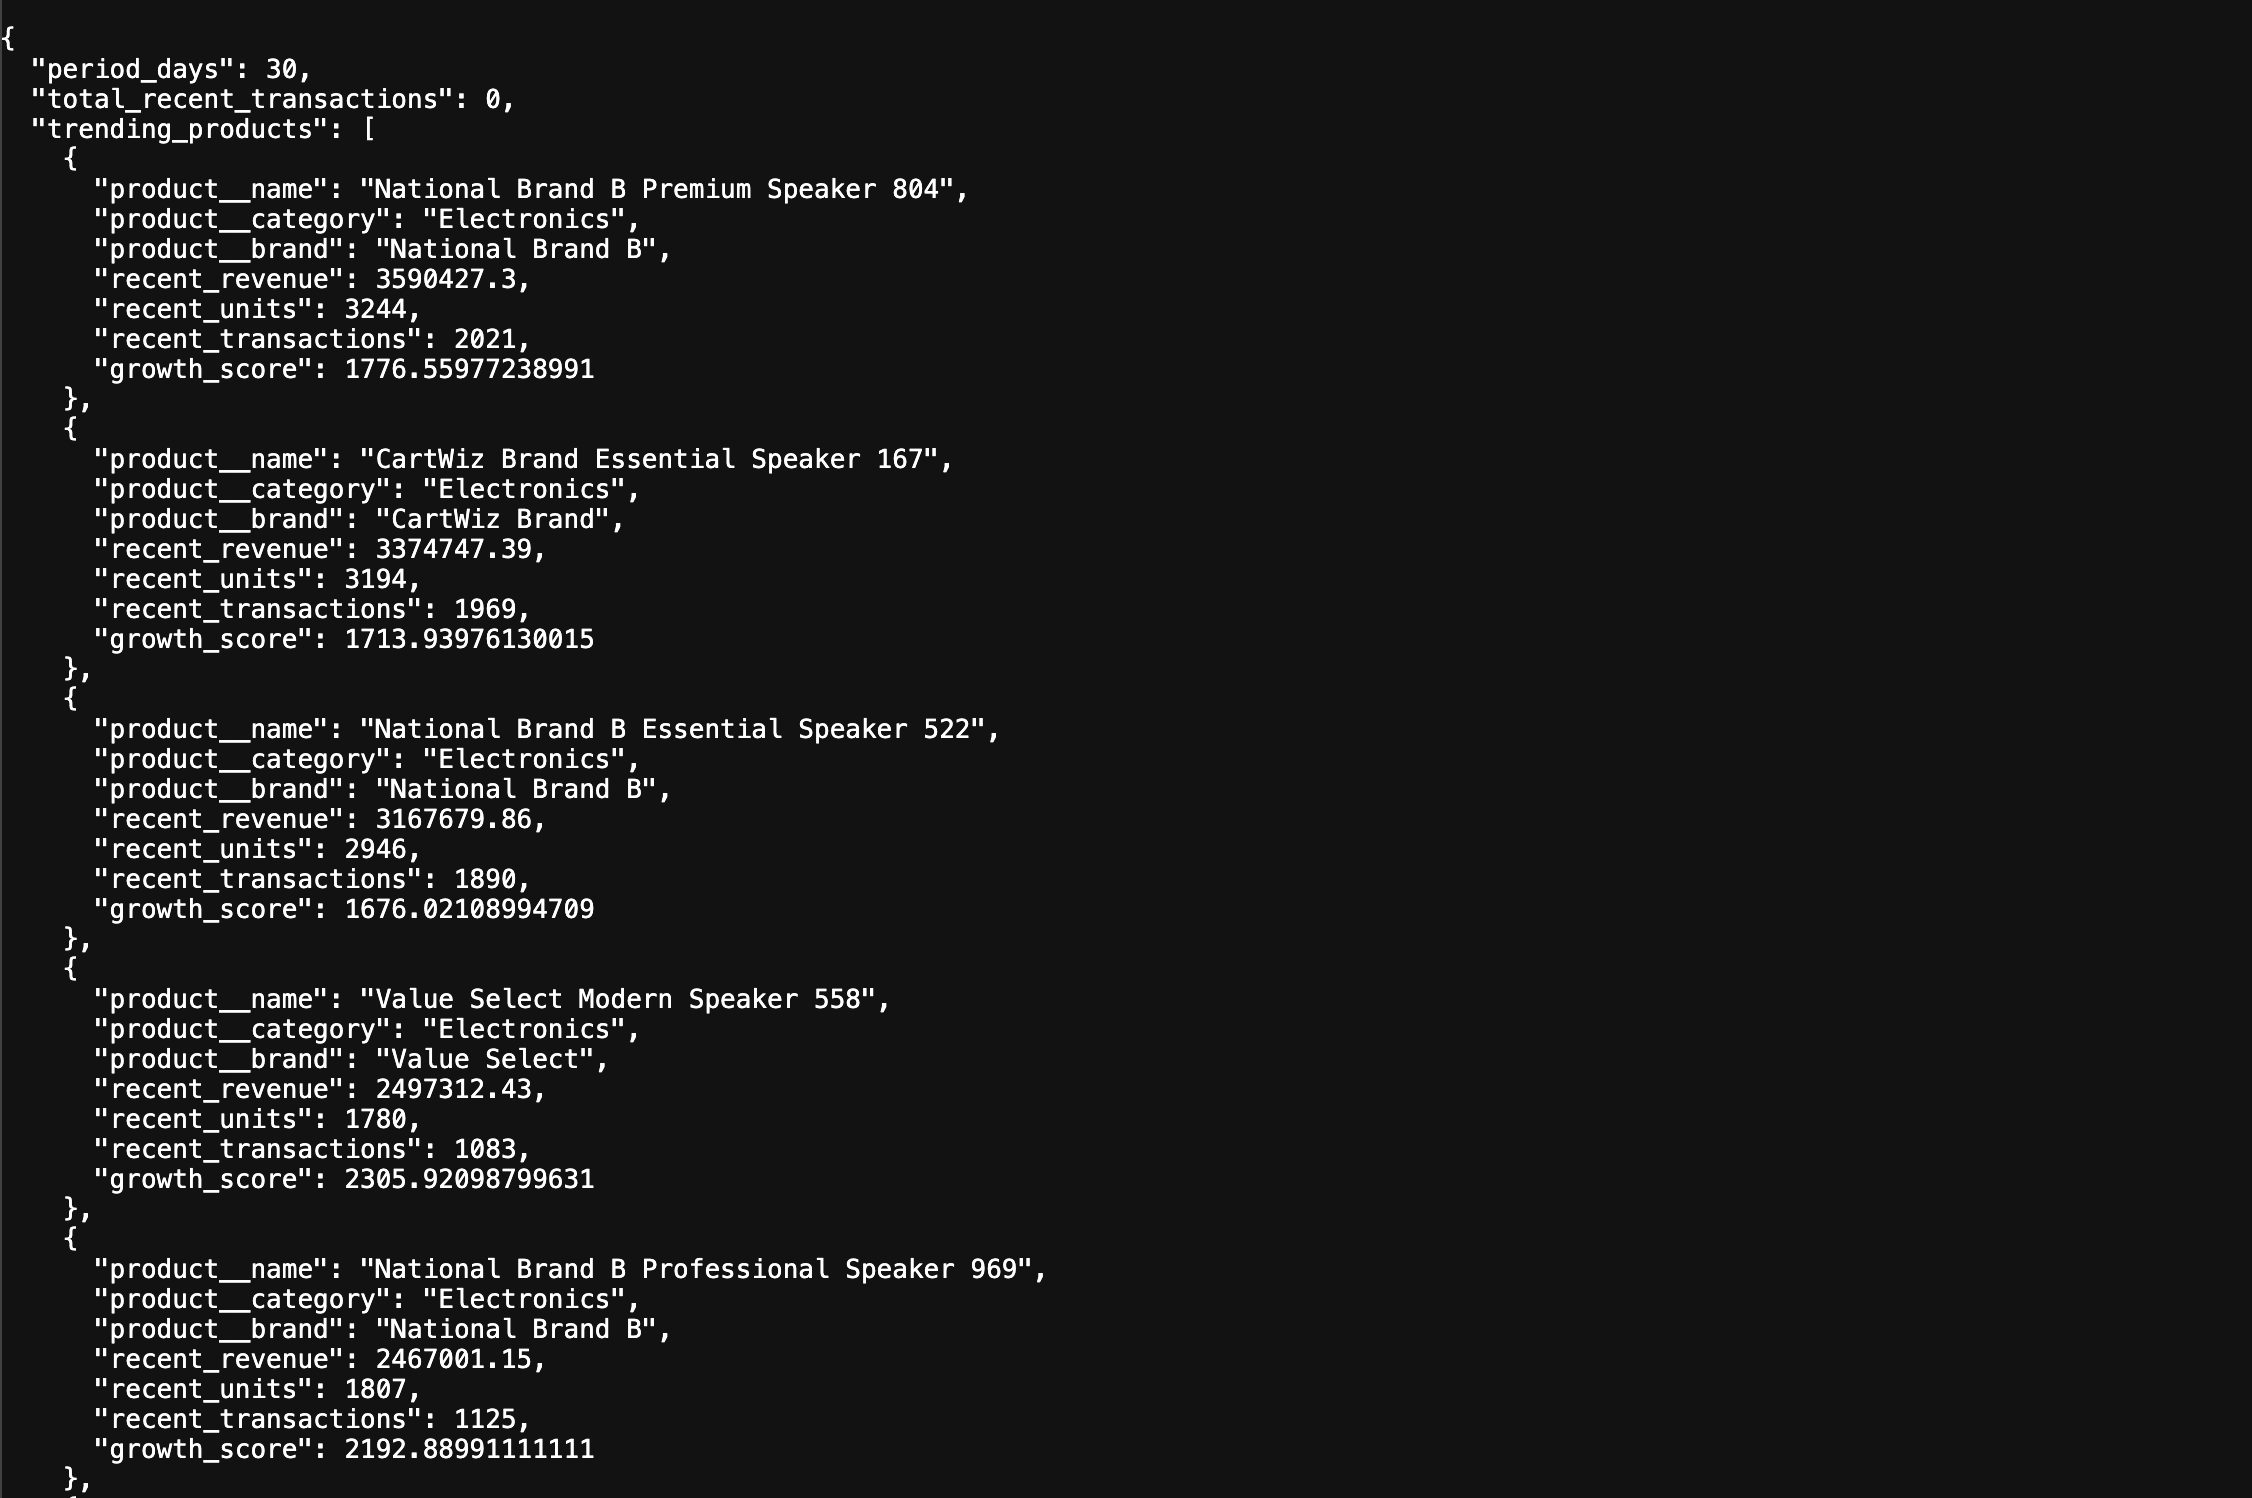 {
  "period_days": 30,
  "total_recent_transactions": 0,
  "trending_products": [
    {
      "product__name": "National Brand B Premium Speaker 804",
      "product__category": "Electronics",
      "product__brand": "National Brand B",
      "recent_revenue": 3590427.3,
      "recent_units": 3244,
      "recent_transactions": 2021,
      "growth_score": 1776.55977238991
    },
    {
      "product__name": "CartWiz Brand Essential Speaker 167",
      "product__category": "Electronics",
      "product__brand": "CartWiz Brand",
      "recent_revenue": 3374747.39,
      "recent_units": 3194,
      "recent_transactions": 1969,
      "growth_score": 1713.93976130015
    },
    {
      "product__name": "National Brand B Essential Speaker 522",
      "product__category": "Electronics",
      "product__brand": "National Brand B",
      "recent_revenue": 3167679.86,
      "recent_units": 2946,
      "recent_transactions": 1890,
      "growth_score": 1676.02108994709
    },
    {
      "product__name": "Value Select Modern Speaker 558",
      "product__category": "Electronics",
      "product__brand": "Value Select",
      "recent_revenue": 2497312.43,
      "recent_units": 1780,
      "recent_transactions": 1083,
      "growth_score": 2305.92098799631
    },
    {
      "product__name": "National Brand B Professional Speaker 969",
      "product__category": "Electronics",
      "product__brand": "National Brand B",
      "recent_revenue": 2467001.15,
      "recent_units": 1807,
      "recent_transactions": 1125,
      "growth_score": 2192.88991111111
    },